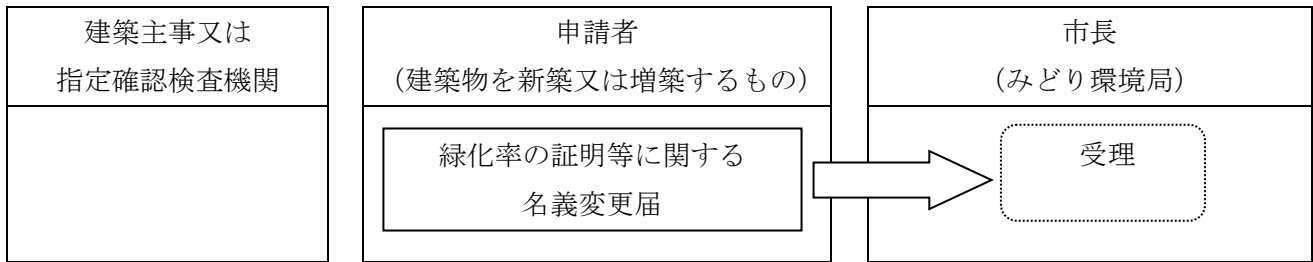 建築主事又は
指定確認検査機関
申請者
（建築物を新築又は増築するもの）
市長
（みどり環境局）
緑化率の証明等に関する
名義変更届
受理